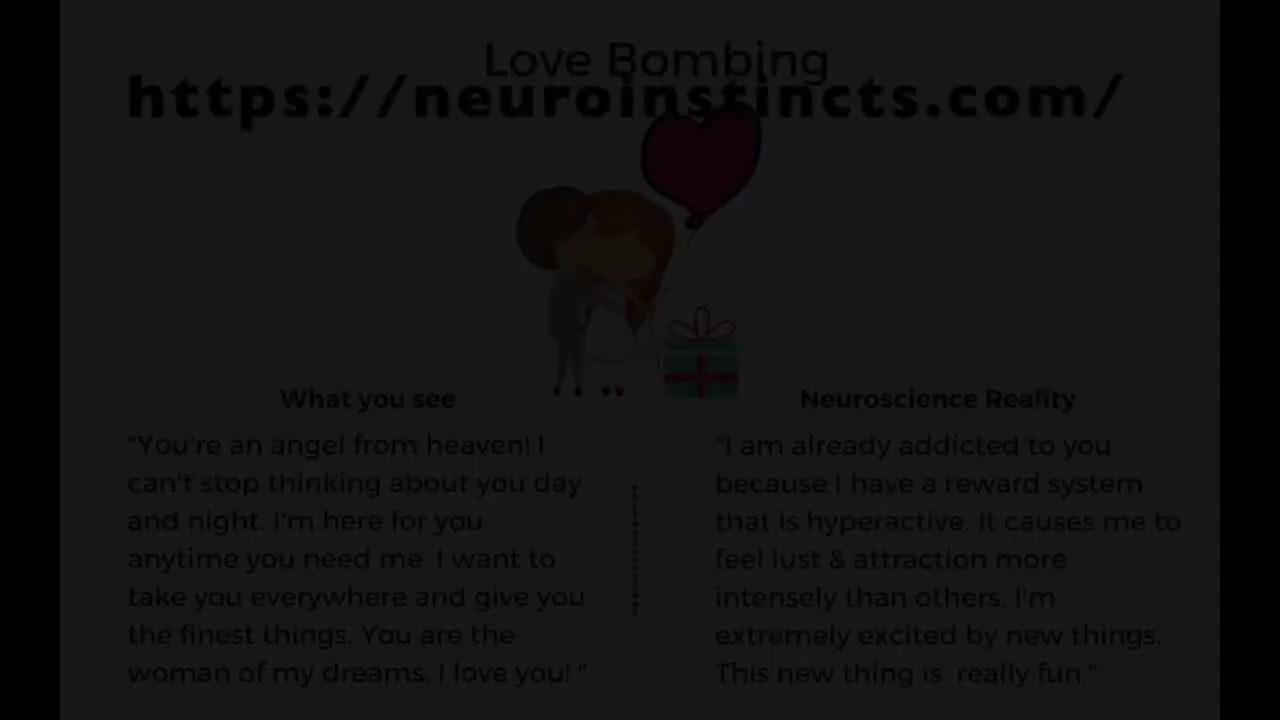 Love Bombing
https://neuroinstincts.com/
What you see
"You're an angel from heaven! I
can't stop thinking about you day
and night. I'm here for you
anytime you need me. I want to
take you everywhere and give you
the finest things. You are the
woman of my dreams. I love you!"
Neuroscience Reality
"I am already addicted to you
because I have a reward system
that is hyperactive. It causes me to
feel lust & attraction more
intensely than others. I'm
extremely excited by new things.
This new thing is really fun."